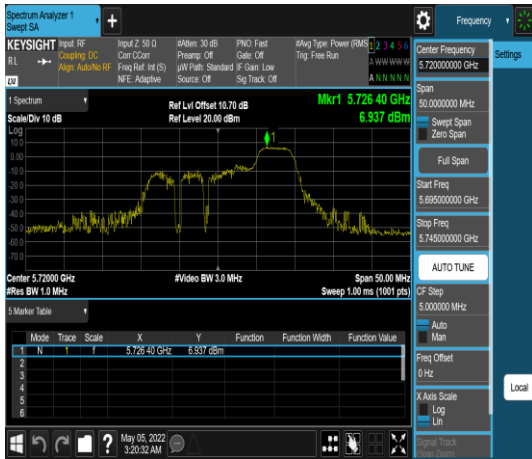 Spectrum Analyzer 1
Swept SA
Frequency
KEYSIGHT
Input: RF
Coupling: DC
Align: Auto/No RF
Input Z: 50 Ω
Corr CCorr
Freq Ref: Int (S)
NFE: Adaptive
#Atten: 30 dB
Preamp: Off
µW Path: Standard
Source: Off
PNO: Fast
Gate: Off
IF Gain: Low
Sig Track: Off
#Avg Type: Power (RMS
Trig: Free Run
1 2 3 4 5 6
A W W W W W
A N N N N N
R L
LXI
1 Spectrum
Scale/Div 10 dB
Ref Lvl Offset 10.70 dB
Ref Level 20.00 dBm
Mkr1 5.726 40 GHz
6.937 dBm
Log
10.0
0.00
-10.0
-20.0
-30.0
-40.0
-50.0
-60.0
-70.0
1
Center 5.72000 GHz
#Res BW 1.0 MHz
#Video BW 3.0 MHz
Span 50.00 MHz
Sweep 1.00 ms (1001 pts)
5 Marker Table
Mode Trace Scale X Y Function Function Width Function Value
1 N 1 f 5.726 40 GHz 6.937 dBm
2
3
4
5
6
May 05, 2022
3:20:32 AM
Center Frequency
5.720000000 GHz
Span
50.0000000 MHz
Swept Span
Zero Span
Full Span
Start Freq
5.695000000 GHz
Stop Freq
5.745000000 GHz
AUTO TUNE
CF Step
5.000000 MHz
Auto
Man
Freq Offset
0 Hz
X Axis Scale
Log
Lin
Signal Track
(Span Zoom)
Settings
Local